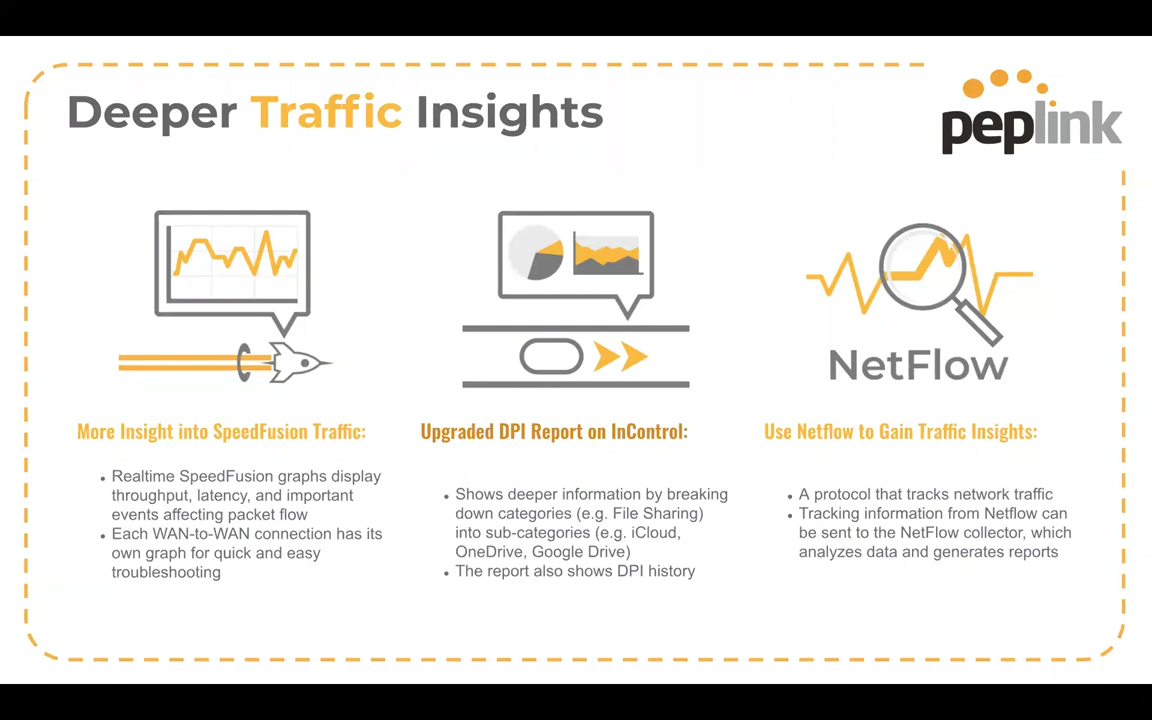 Deeper Traffic Insights
peplink
NetFlow
More Insight into SpeedFusion Traffic:
• Realtime SpeedFusion graphs display
throughput, latency, and important
events affecting packet flow
• Each WAN-to-WAN connection has its
own graph for quick and easy
troubleshooting
Upgraded DPI Report on InControl:
• Shows deeper information by breaking
down categories (e.g. File Sharing)
into sub-categories (e.g. iCloud,
OneDrive, Google Drive)
• The report also shows DPI history
Use Netflow to Gain Traffic Insights:
• A protocol that tracks network traffic
• Tracking information from Netflow can
be sent to the NetFlow collector, which
analyzes data and generates reports